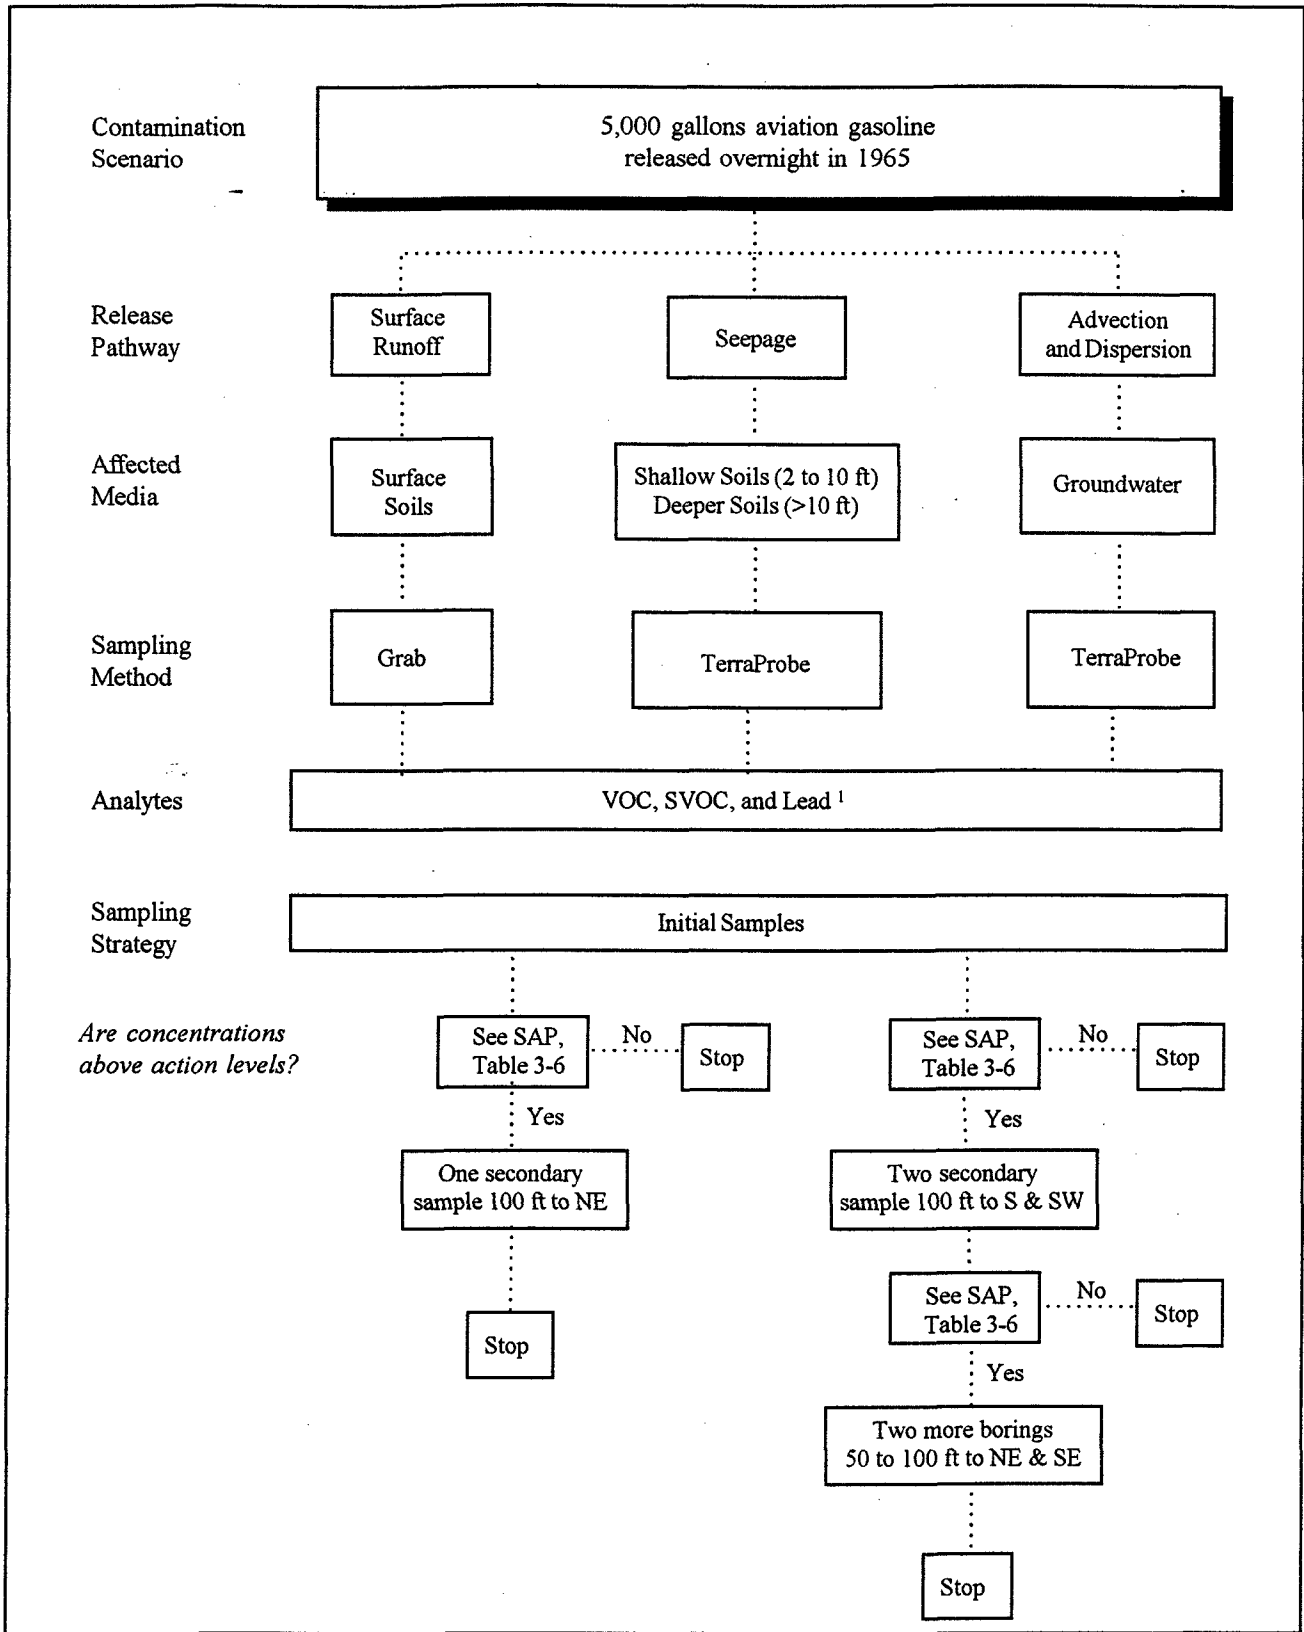 Contamination
Scenario
5,000 gallons aviation gasoline
released overnight in 1965
Release
Pathway
Surface
Runoff
Seepage
Advection
and Dispersion
Affected
Media
Surface
Soils
Shallow Soils (2 to 10 ft)
Deeper Soils (>10 ft)
Groundwater
Sampling
Method
Grab
TerraProbe
TerraProbe
Analytes
VOC, SVOC, and Lead ¹
Sampling
Strategy
Initial Samples
Are concentrations
above action levels?
See SAP,
Table 3-6
No
Stop
See SAP,
Table 3-6
No
Stop
Yes
Yes
One secondary
sample 100 ft to NE
Two secondary
sample 100 ft to S & SW
Stop
See SAP,
Table 3-6
No
Stop
Yes
Two more borings
50 to 100 ft to NE & SE
Stop